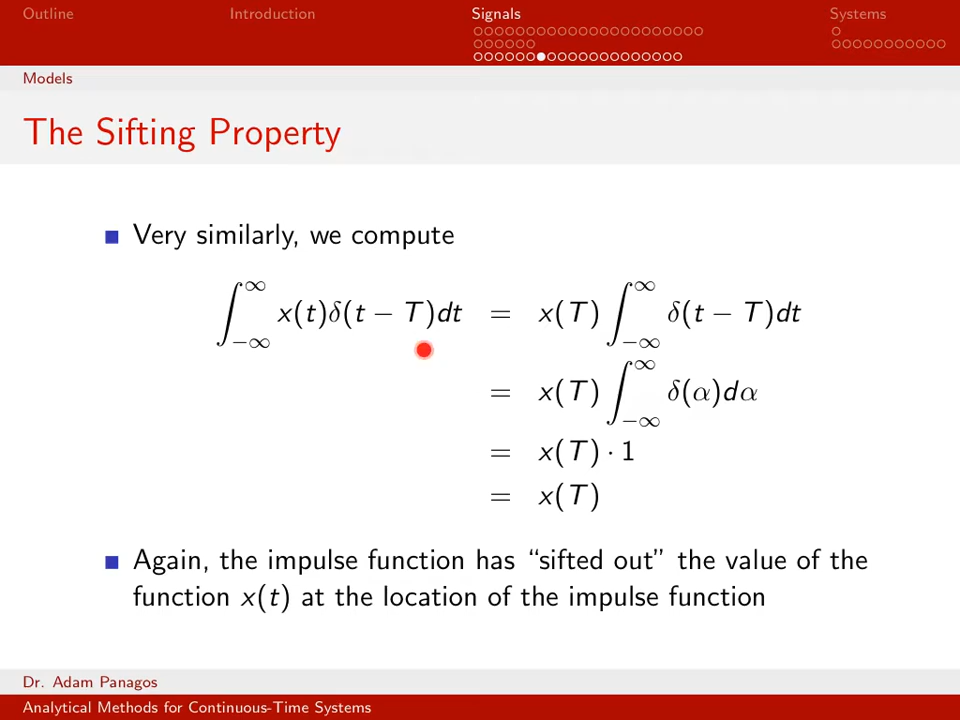 Outline Introduction Signals Systems
Models
The Sifting Property
Very similarly, we compute
∫_{−∞}^{∞} x(t)δ(t − T)dt = x(T) ∫_{−∞}^{∞} δ(t − T)dt
= x(T) ∫_{−∞}^{∞} δ(α)dα
= x(T) · 1
= x(T)
Again, the impulse function has “sifted out” the value of the
function x(t) at the location of the impulse function
Dr. Adam Panagos
Analytical Methods for Continuous-Time Systems